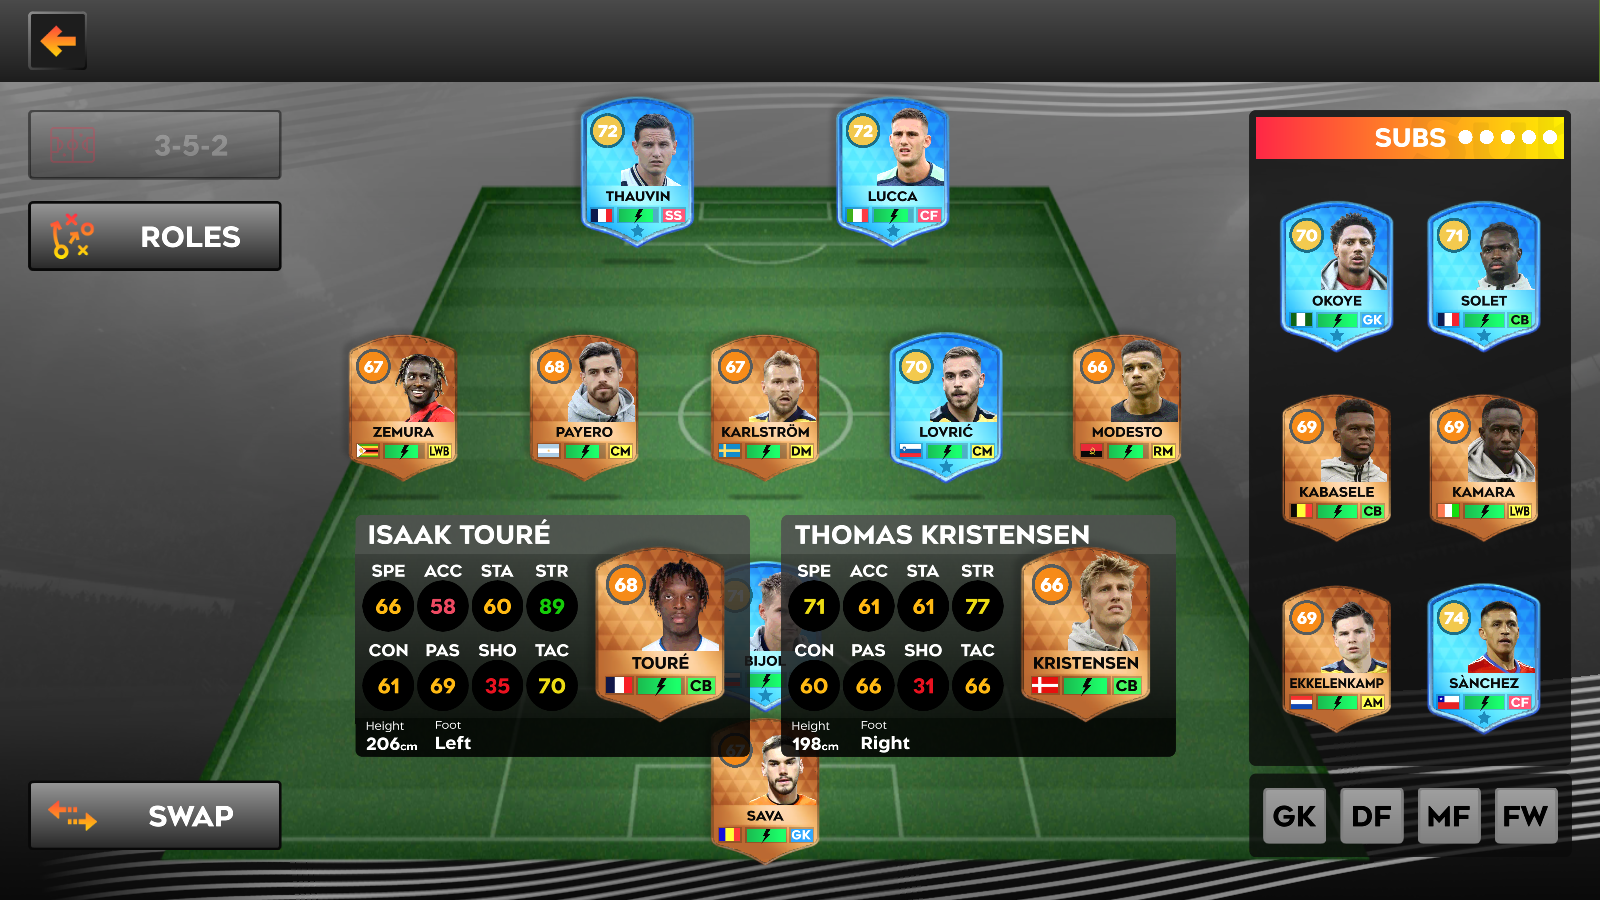 3-5-2
ROLES
72
THAUVIN
SS
72
LUCCA
CF
SUBS
70
OKOYE
GK
71
SOLET
CB
67
ZEMURA
LWB
68
PAYERO
CM
67
KARLSTRÖM
DM
70
LOVRIĆ
CM
66
MODESTO
RM
69
KABASELE
CB
69
KAMARA
LWB
ISAAK TOURÉ
SPE ACC STA STR
66 58 60 89
CON PAS SHO TAC
61 69 35 70
Height Foot
206cm Left
68
TOURÉ
CB
71
BIJOL
THOMAS KRISTENSEN
SPE ACC STA STR
71 61 61 77
CON PAS SHO TAC
60 66 31 66
Height Foot
198cm Right
66
KRISTENSEN
CB
69
EKKELENKAMP
AM
74
SÀNCHEZ
CF
67
SAVA
GK
SWAP
GK DF MF FW